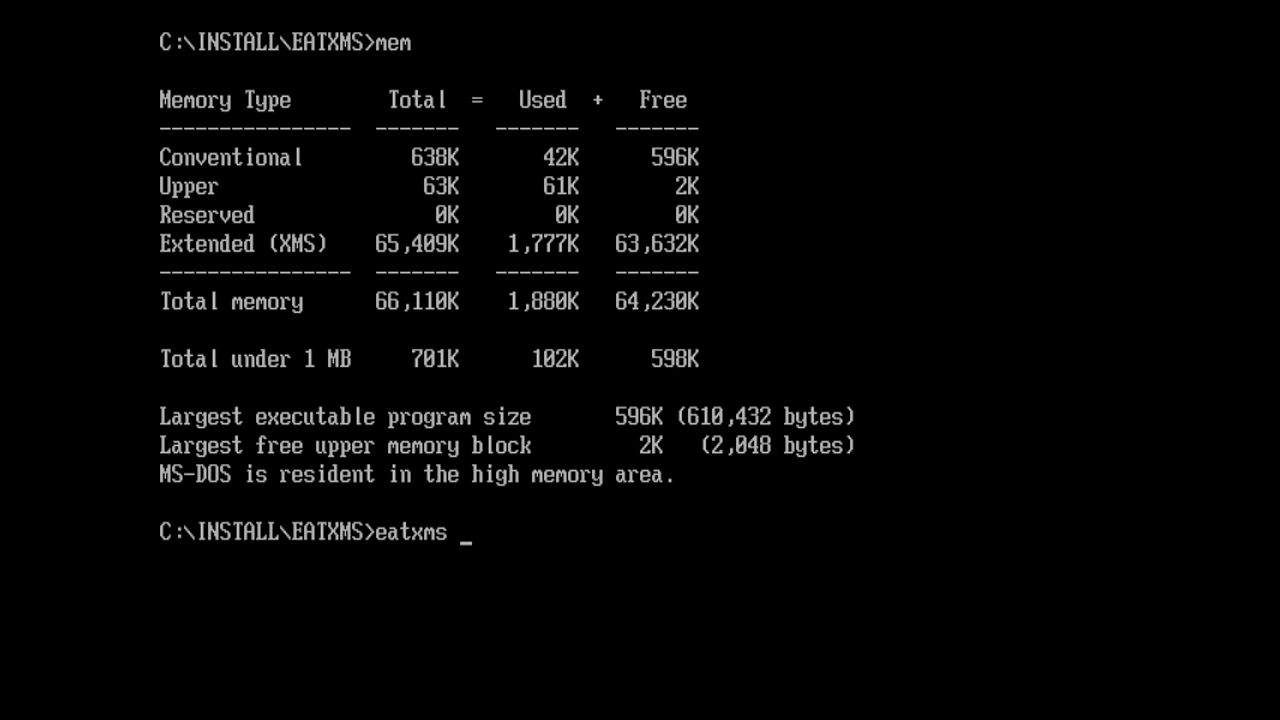 C:\INSTALL\EATXMS>mem
Memory Type        Total  =   Used  +   Free
----------------  -------   -------   -------
Conventional         638K       42K      596K
Upper                 63K       61K        2K
Reserved               0K        0K        0K
Extended (XMS)    65,409K    1,777K   63,632K
----------------  -------   -------   -------
Total memory      66,110K    1,880K   64,230K
Total under 1 MB     701K      102K      598K
Largest executable program size       596K (610,432 bytes)
Largest free upper memory block         2K   (2,048 bytes)
MS-DOS is resident in the high memory area.
C:\INSTALL\EATXMS>eatxms _